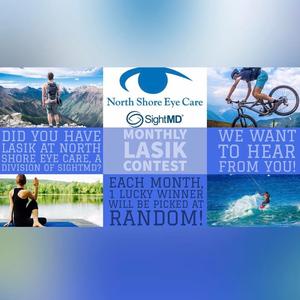 North Shore Eye Care
SightMD®
DID YOU HAVE
LASIK AT NORTH
SHORE EYE CARE, A
DIVISION OF SIGHTMD?
MONTHLY
LASIK
CONTEST
WE WANT
TO HEAR
FROM YOU!
EACH MONTH,
1 LUCKY WINNER
WILL BE PICKED AT
RANDOM!